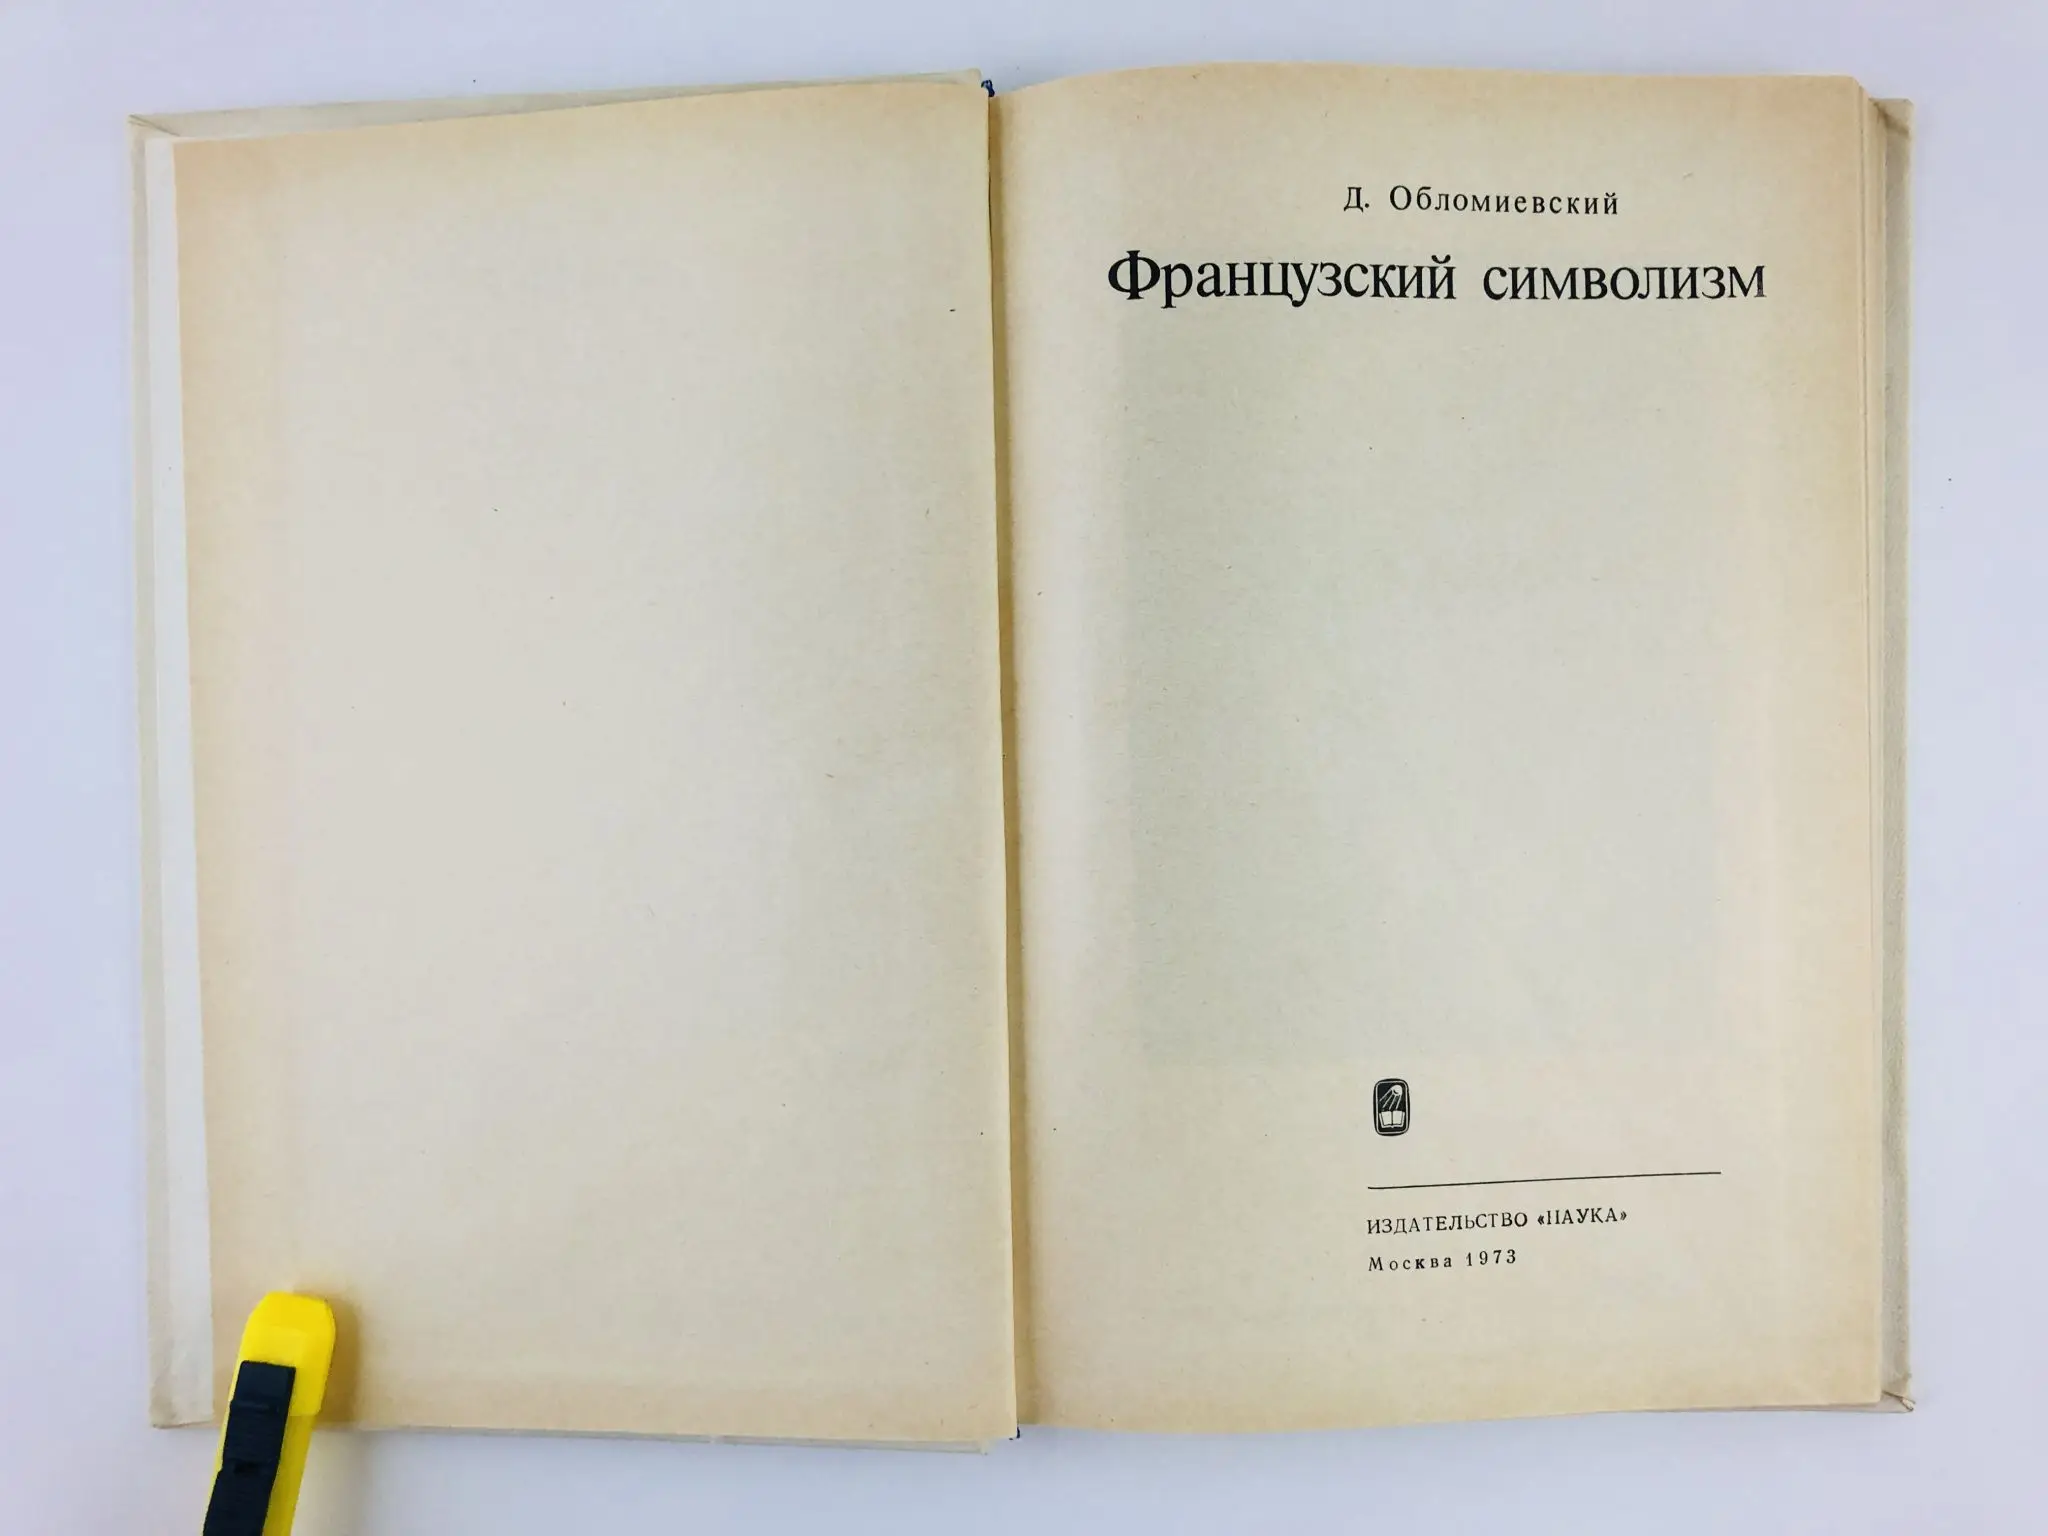 Д. Обломиевский
Французский символизм
ИЗДАТЕЛЬСТВО «НАУКА»
Москва 1973